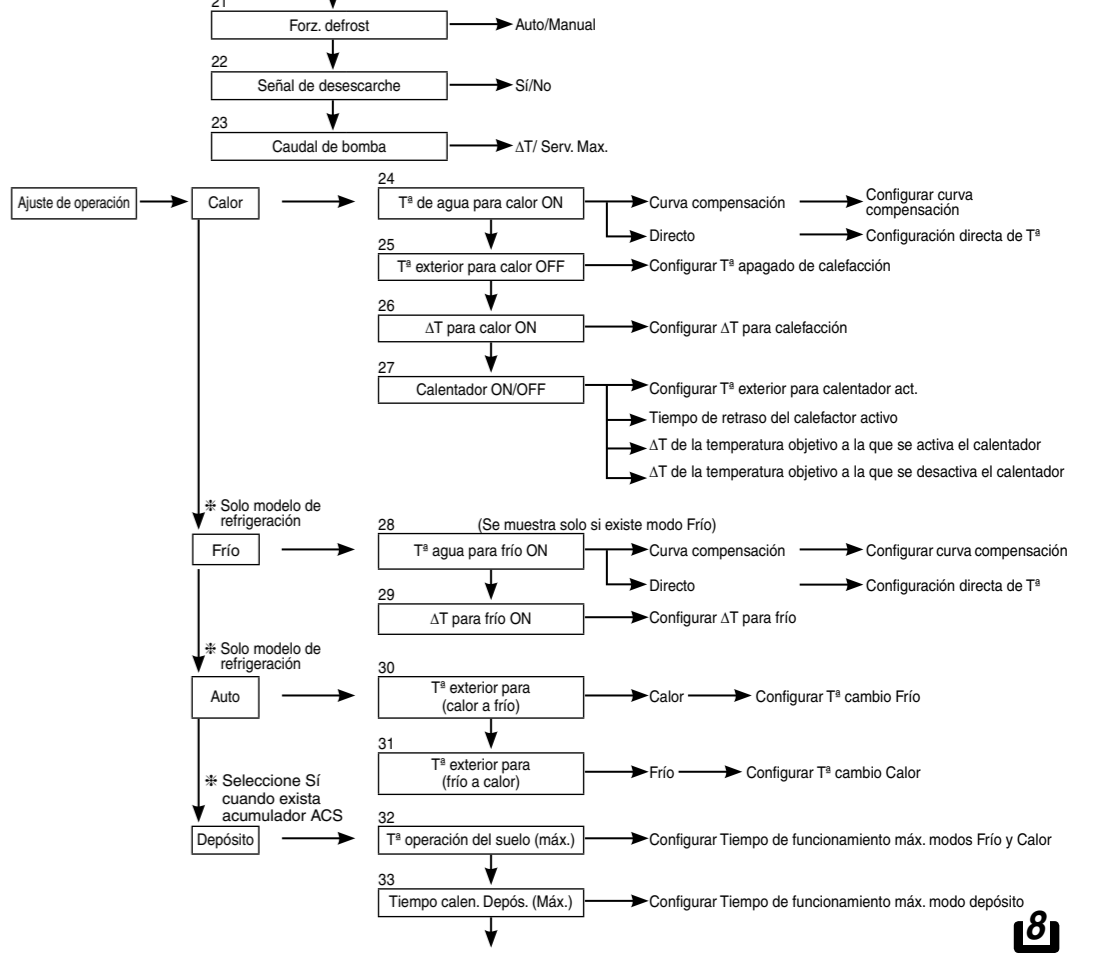 21
Forz. defrost
Auto/Manual
22
Señal de desescarche
Sí/No
23
Caudal de bomba
ΔT/ Serv. Max.
Ajuste de operación
Calor
24
Tª de agua para calor ON
Curva compensación
Configurar curva
compensación
Directo
Configuración directa de Tª
25
Tª exterior para calor OFF
Configurar Tª apagado de calefacción
26
ΔT para calor ON
Configurar ΔT para calefacción
27
Calentador ON/OFF
Configurar Tª exterior para calentador act.
Tiempo de retraso del calefactor activo
ΔT de la temperatura objetivo a la que se activa el calentador
ΔT de la temperatura objetivo a la que se desactiva el calentador
❉ Solo modelo de
refrigeración
Frío
28
(Se muestra solo si existe modo Frío)
Tª agua para frío ON
Curva compensación
Configurar curva compensación
Directo
Configuración directa de Tª
29
ΔT para frío ON
Configurar ΔT para frío
❉ Solo modelo de
refrigeración
Auto
30
Tª exterior para
(calor a frío)
Calor
Configurar Tª cambio Frío
31
Tª exterior para
(frío a calor)
Frío
Configurar Tª cambio Calor
❉ Seleccione Sí
cuando exista
acumulador ACS
Depósito
32
Tª operación del suelo (máx.)
Configurar Tiempo de funcionamiento máx. modos Frío y Calor
33
Tiempo calen. Depós. (Máx.)
Configurar Tiempo de funcionamiento máx. modo depósito
8